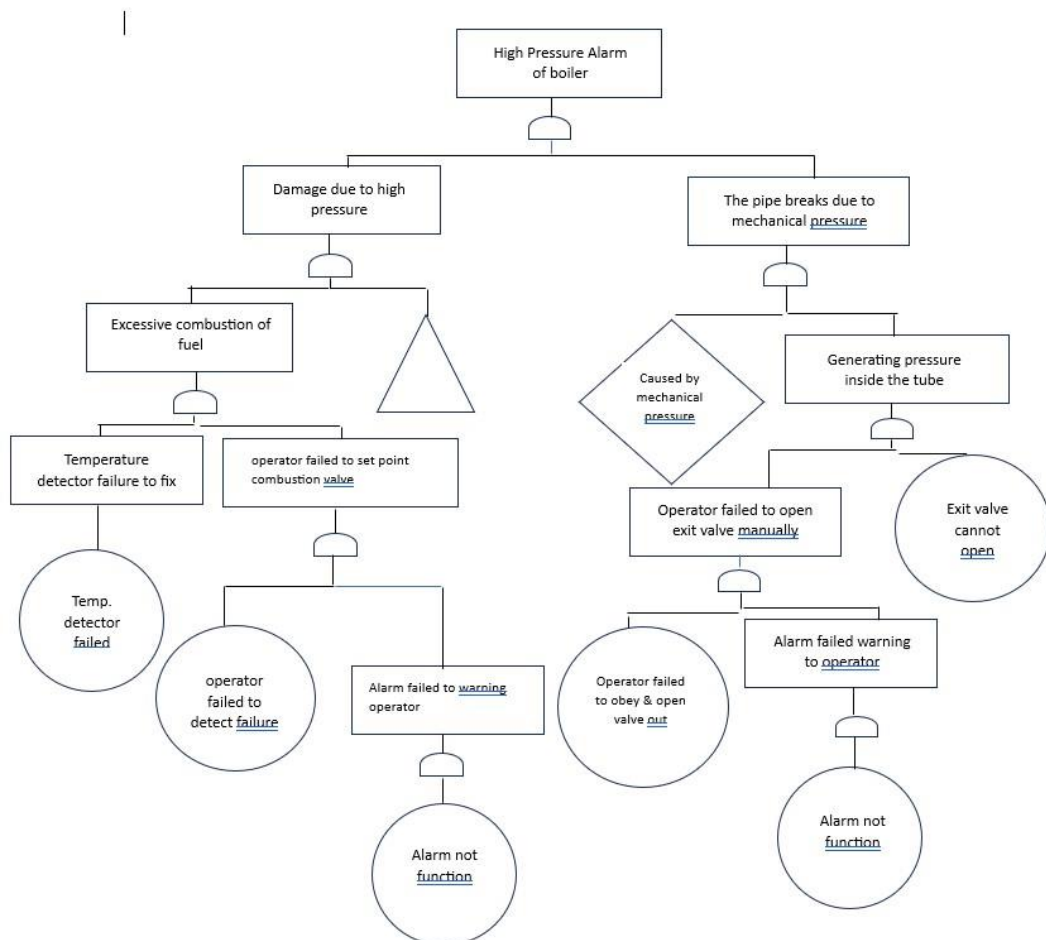 High Pressure Alarm
of boiler
Damage due to high
pressure
The pipe breaks due to
mechanical pressure
Excessive combustion of
fuel
Caused by
mechanical
pressure
Generating pressure
inside the tube
Temperature
detector failure to fix
operator failed to set point
combustion valve
Operator failed to open
exit valve manually
Exit valve
cannot
open
Temp.
detector
failed
operator
failed to
detect failure
Alarm failed to warning
operator
Operator failed
to obey & open
valve out
Alarm failed warning
to operator
Alarm not
function
Alarm not
function